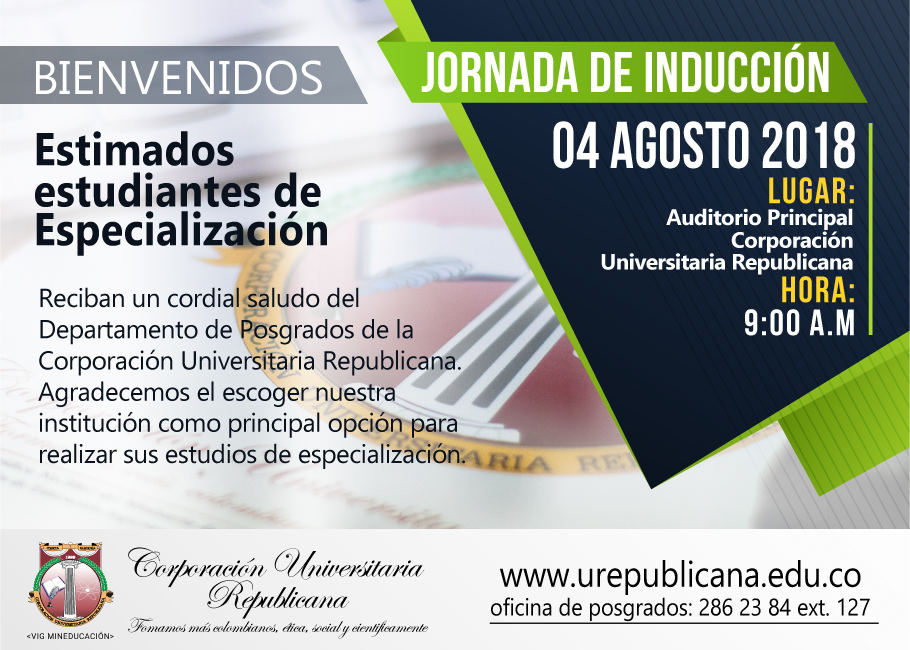 BIENVENIDOS
Estimados
estudiantes de
Especialización
Reciban un cordial saludo del
Departamento de Posgrados de la
Corporación Universitaria Republicana.
Agradecemos el escoger nuestra
institución como principal opción para
realizar sus estudios de especialización.
JORNADA DE INDUCCIÓN
04 AGOSTO 2018
LUGAR:
Auditorio Principal
Corporación
Universitaria Republicana
HORA:
9:00 A.M
Corporación Universitaria
Republicana
Fomamos más colombianos, ética, social y científicamente
<VIG MINEDUCACIÓN>
www.urepublicana.edu.co
oficina de posgrados: 286 23 84 ext. 127